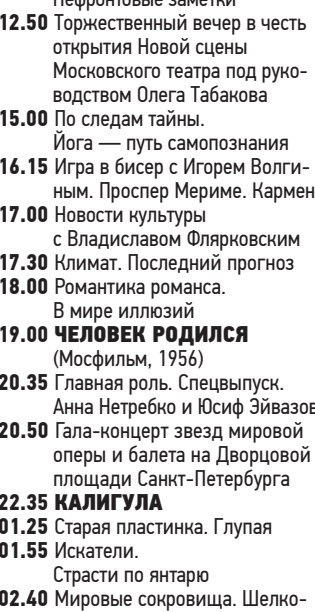 Нефронтовые заметки
12.50 Торжественный вечер в честь
открытия Новой сцены
Московского театра под руко-
водством Олега Табакова
15.00 По следам тайны.
Йога — путь самопознания
16.15 Игра в бисер с Игорем Волги-
ным. Проспер Мериме. Кармен
17.00 Новости культуры
с Владиславом Флярковским
17.30 Климат. Последний прогноз
18.00 Романтика романса.
В мире иллюзий
19.00 ЧЕЛОВЕК РОДИЛСЯ
(Мосфильм, 1956)
20.35 Главная роль. Спецвыпуск.
Анна Нетребко и Юсиф Эйвазов
20.50 Гала-концерт звезд мировой
оперы и балета на Дворцовой
площади Санкт-Петербурга
22.35 КАЛИГУЛА
01.25 Старая пластинка. Глупая
01.55 Искатели.
Страсти по янтарю
02.40 Мировые сокровища. Шелко-